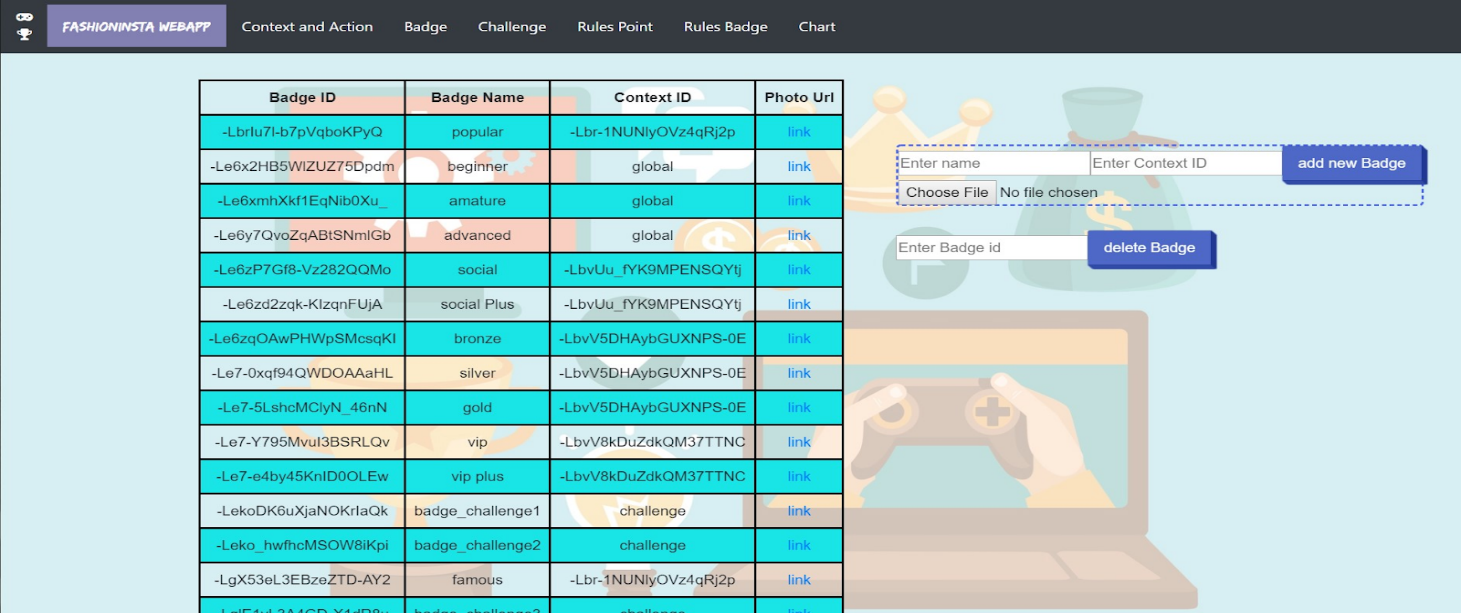 FASHIONINSTA WEBAPP Context and Action Badge Challenge Rules Point Rules Badge Chart
Badge ID Badge Name Context ID Photo Url
-LbrIu7l-b7pVqboKPyQ popular -Lbr-1NUNlyOVz4qRj2p link
-Le6x2HB5WlZUZ75Dpdm beginner global link
-Le6xmhXkf1EqNib0Xu_ amature global link
-Le6y7QvoZqABtSNmlGb advanced global link
-Le6zP7Gf8-Vz282QQMo social -LbvUu_fYK9MPENSQYtj link
-Le6zd2zqk-KIzqnFUjA social Plus -LbvUu_fYK9MPENSQYtj link
-Le6zqOAwPHWpSMcsqKI bronze -LbvV5DHAybGUXNPS-0E link
-Le7-0xqf94QWDOAAaHL silver -LbvV5DHAybGUXNPS-0E link
-Le7-5LshcMClyN_46nN gold -LbvV5DHAybGUXNPS-0E link
-Le7-Y795MvuI3BSRLQv vip -LbvV8kDuZdkQM37TTNC link
-Le7-e4by45KnID0OLEw vip plus -LbvV8kDuZdkQM37TTNC link
-LekoDK6uXjaNOKrIaQk badge_challenge1 challenge link
-Leko_hwfhcMSOW8iKpi badge_challenge2 challenge link
-LgX53eL3EBzeZTD-AY2 famous -Lbr-1NUNlyOVz4qRj2p link
Enter name Enter Context ID add new Badge
Choose File No file chosen
Enter Badge id delete Badge